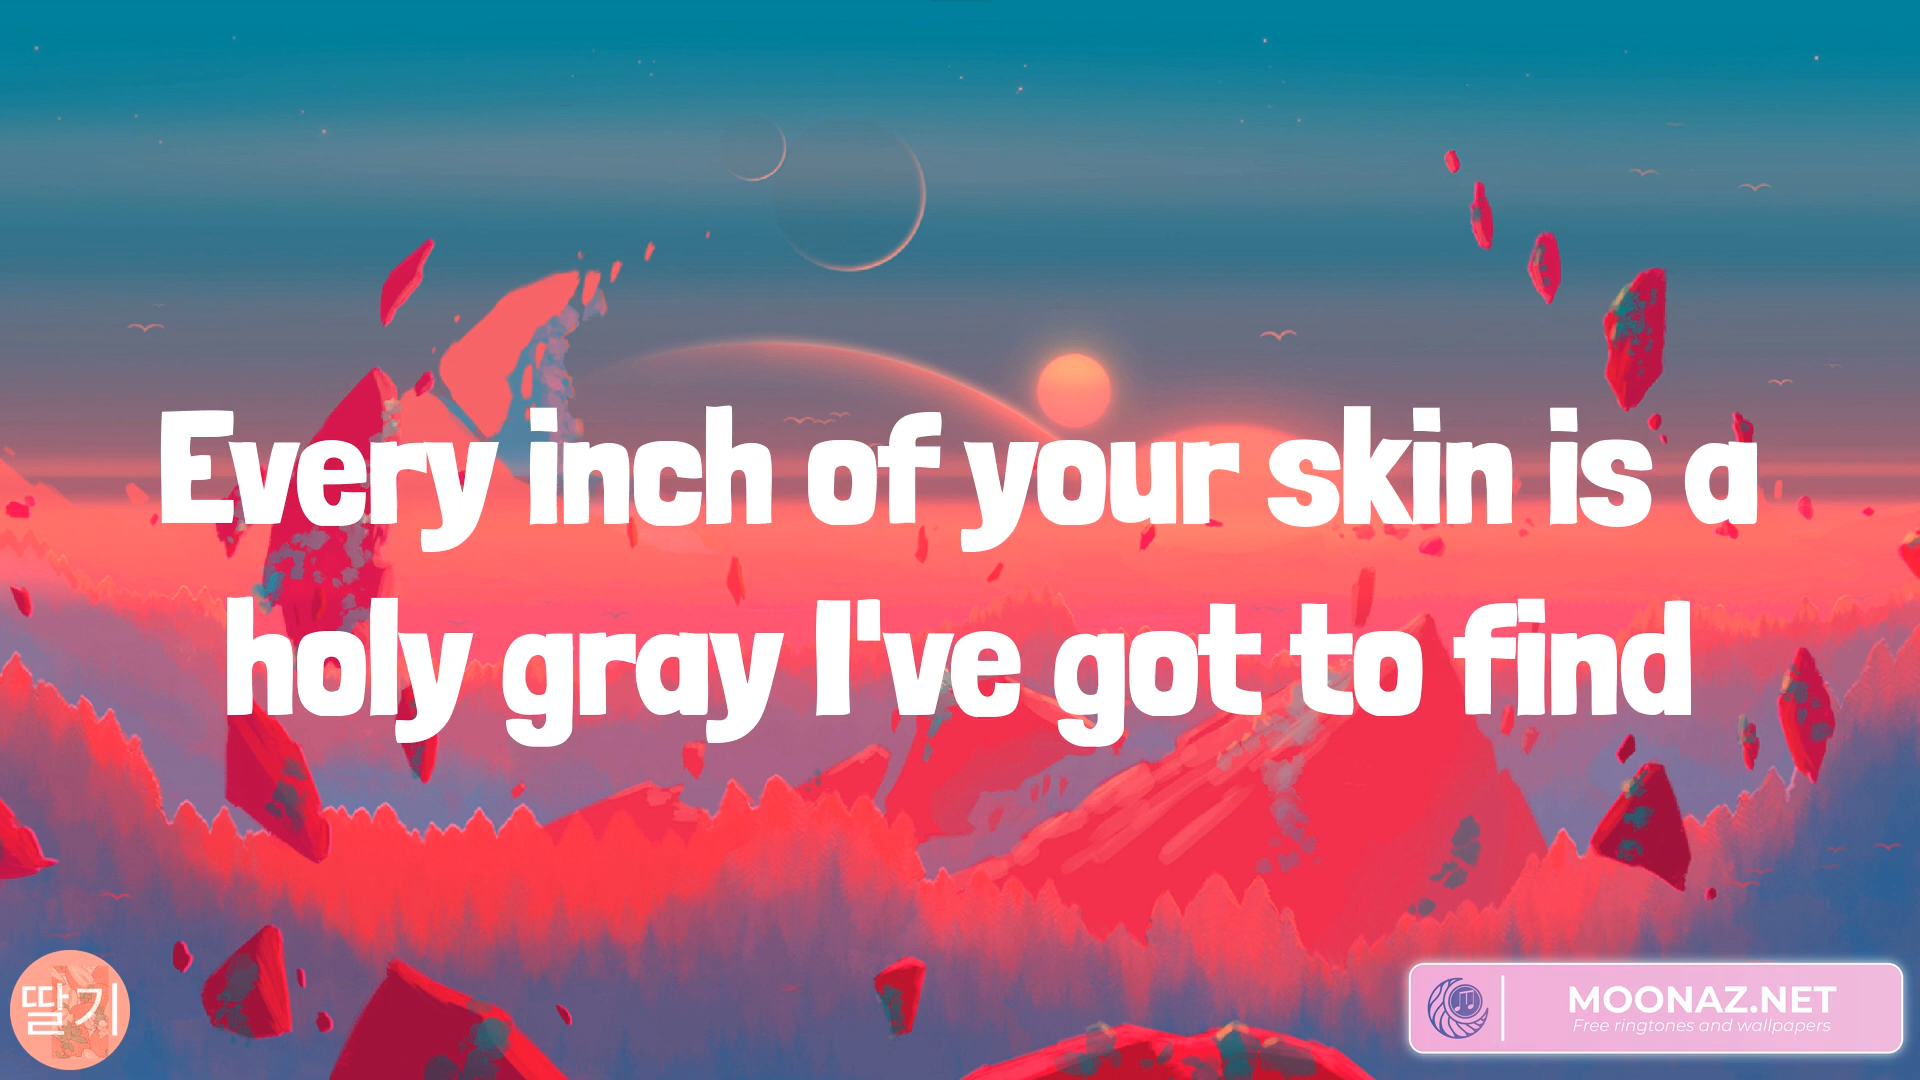 Every inch of your skin is a
holy gray I've got to find
딸기
MOONAZ.NET
Free ringtones and wallpapers